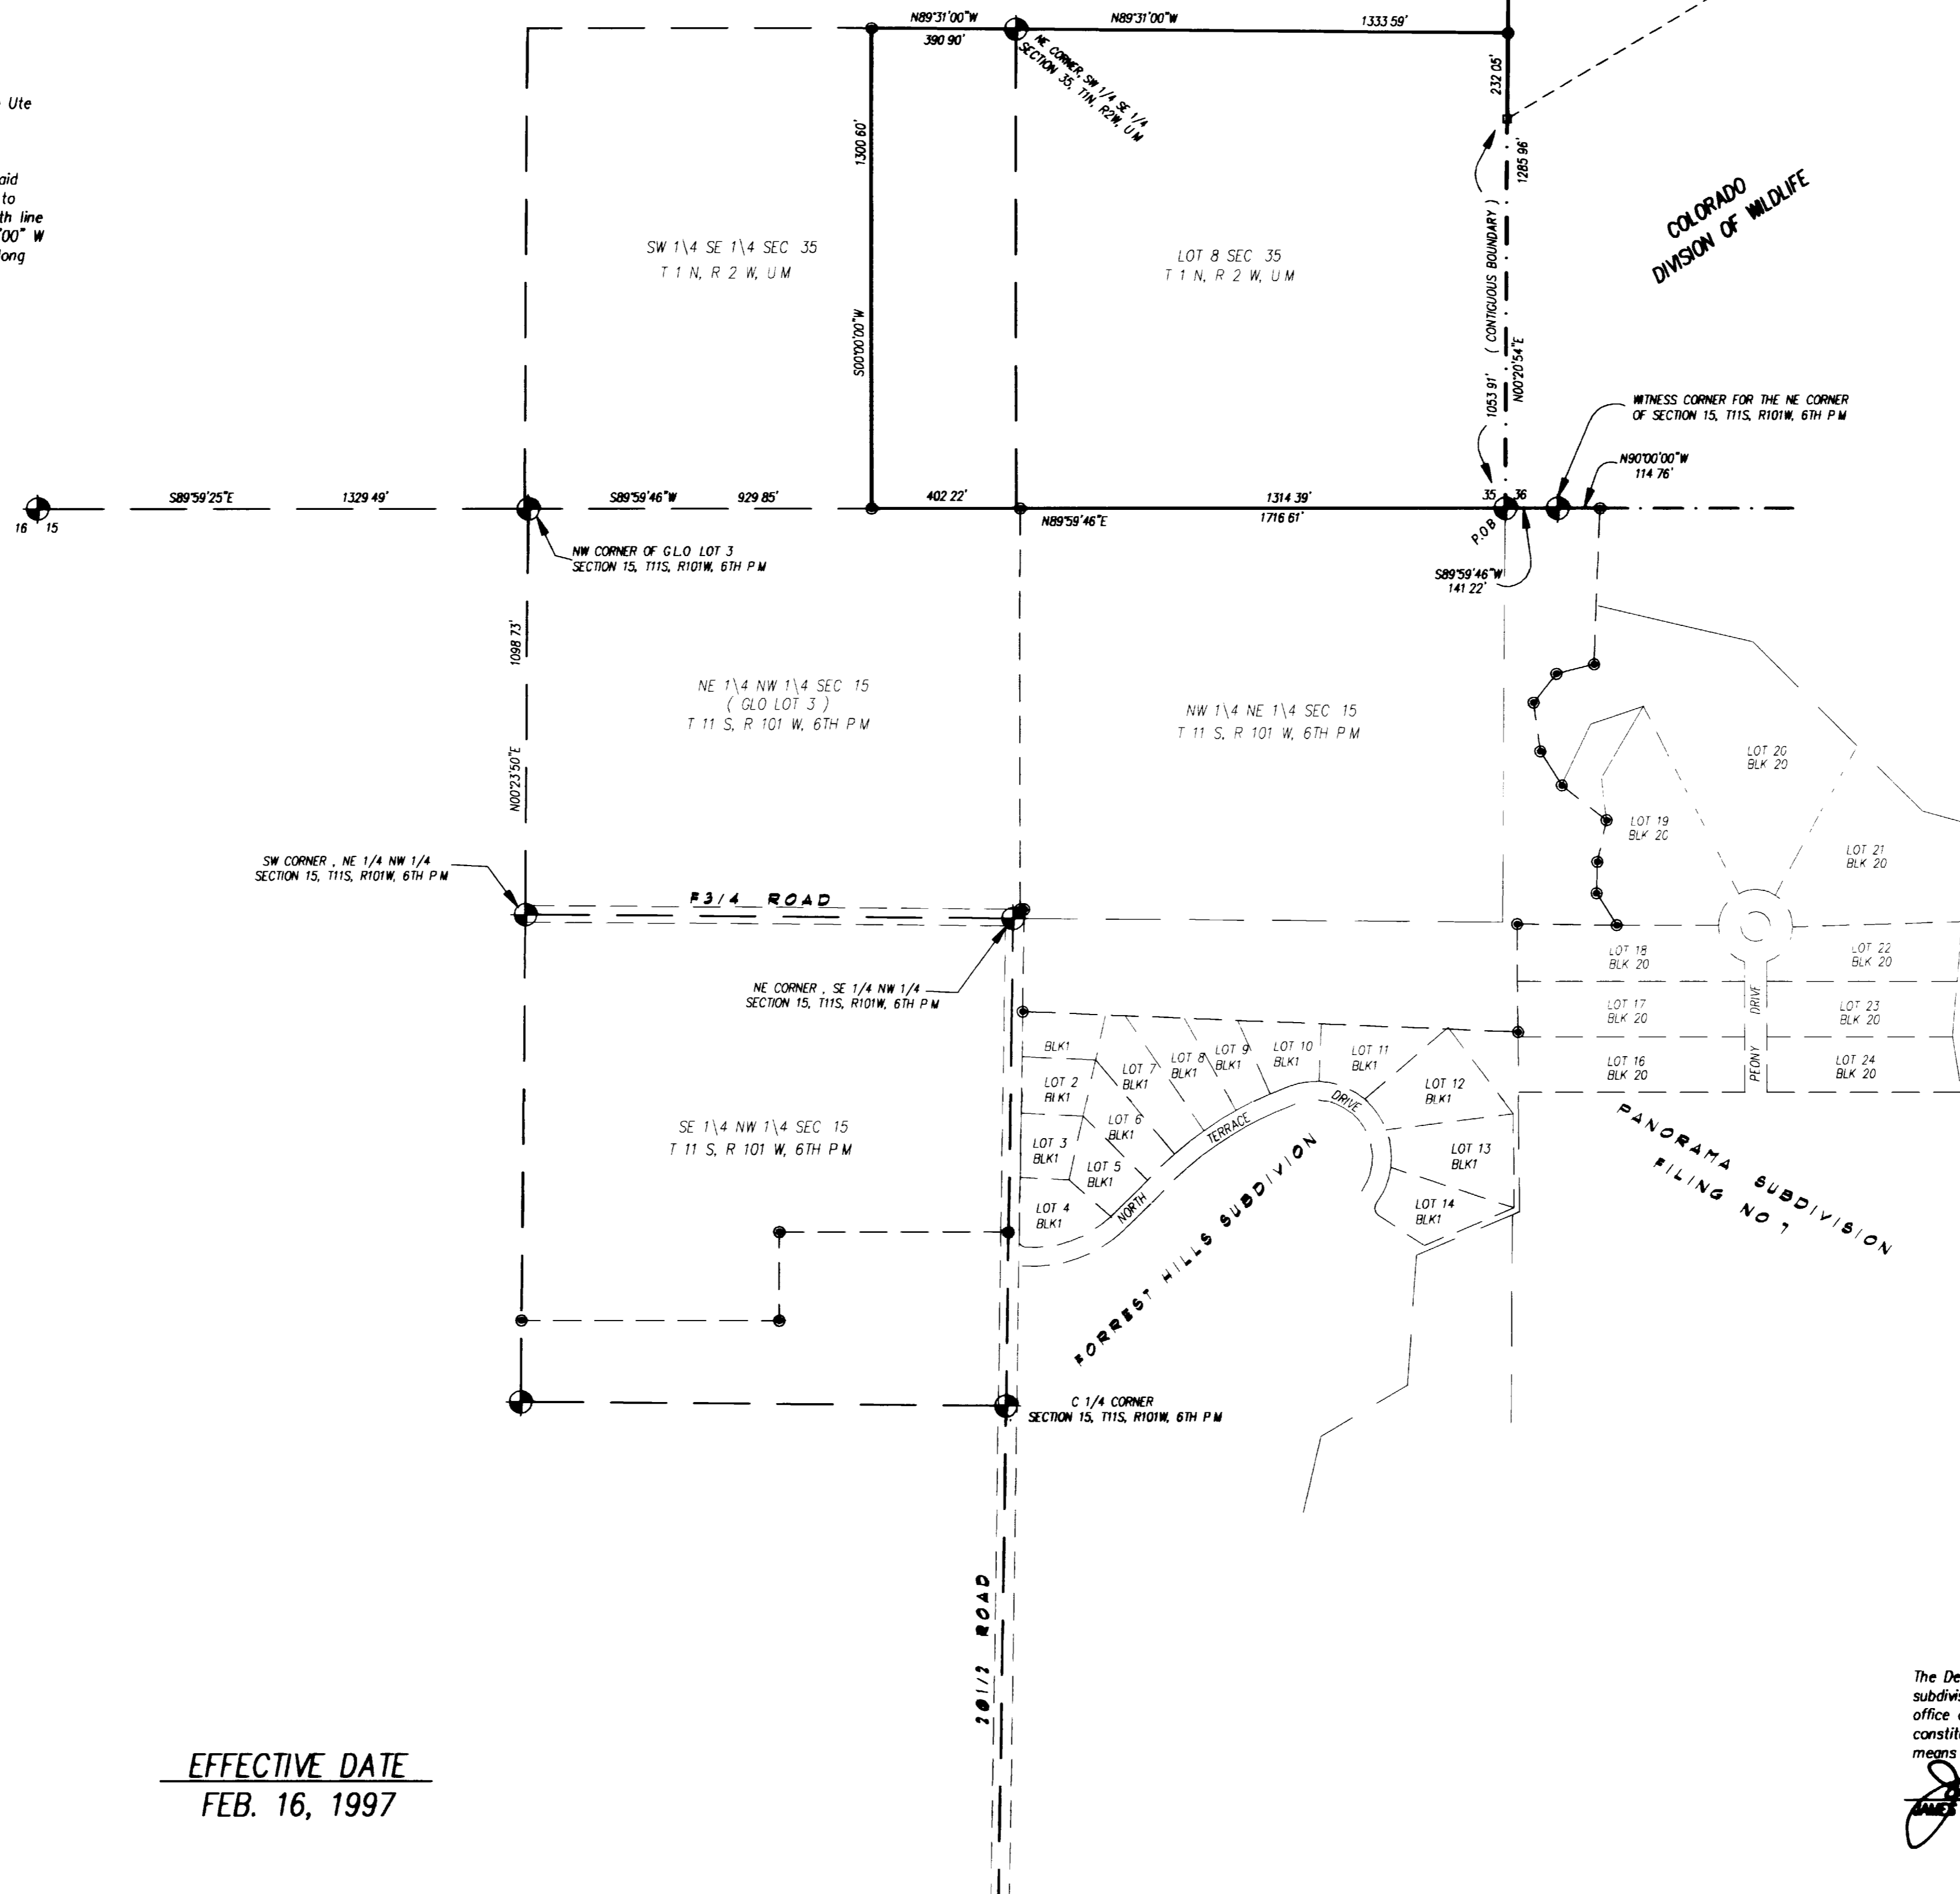 N89°31'00"W
390 90'
N89°31'00"W
1333 59'
NE CORNER, SW 1/4 SE 1/4
SECTION 35, T1N, R2W, U M
232 05'
1285 96'
Ute
aid
to
th line
'00" W
long
1300 60'
S00°00'00"W
SW 1\4 SE 1\4 SEC 35
T 1 N, R 2 W, U M
LOT 8 SEC 35
T 1 N, R 2 W, U M
1053 91' ( CONTIGUOUS BOUNDARY )
N00°20'54"E
COLORADO
DIVISION OF WILDLIFE
WITNESS CORNER FOR THE NE CORNER
OF SECTION 15, T11S, R101W, 6TH P M
N90°00'00"W
114 76'
16 15
S89°59'25"E
1329 49'
S89°59'46"W
929 85'
402 22'
N89°59'46"E
1314 39'
1716 61'
35 36
P.O B
S89°59'46"W
141 22'
NW CORNER OF G.L.O LOT 3
SECTION 15, T11S, R101W, 6TH P M
1098 73'
N00°23'50"E
NE 1\4 NW 1\4 SEC 15
( GLO LOT 3 )
T 11 S, R 101 W, 6TH P M
NW 1\4 NE 1\4 SEC 15
T 11 S, R 101 W, 6TH P M
LOT 20
BLK 20
LOT 19
BLK 20
LOT 21
BLK 20
SW CORNER , NE 1/4 NW 1/4
SECTION 15, T11S, R101W, 6TH P M
F 3/4 ROAD
NE CORNER , SE 1/4 NW 1/4
SECTION 15, T11S, R101W, 6TH P M
LOT 18
BLK 20
LOT 22
BLK 20
LOT 17
BLK 20
LOT 23
BLK 20
LOT 16
BLK 20
LOT 24
BLK 20
PEONY DRIVE
BLK1
LOT 2
BLK1
LOT 3
BLK1
LOT 4
BLK1
LOT 5
BLK1
LOT 6
BLK1
LOT 7
BLK1
LOT 8
BLK1
LOT 9
BLK1
LOT 10
BLK1
LOT 11
BLK1
LOT 12
BLK1
LOT 13
BLK1
LOT 14
BLK1
NORTH TERRACE DRIVE
SE 1\4 NW 1\4 SEC 15
T 11 S, R 101 W, 6TH P M
FORREST HILLS SUBDIVISION
PANORAMA SUBDIVISION
FILING NO 7
C 1/4 CORNER
SECTION 15, T11S, R101W, 6TH P M
20 1/2 ROAD
EFFECTIVE DATE
FEB. 16, 1997
The De
subdivis
office
constit
means
JAMES